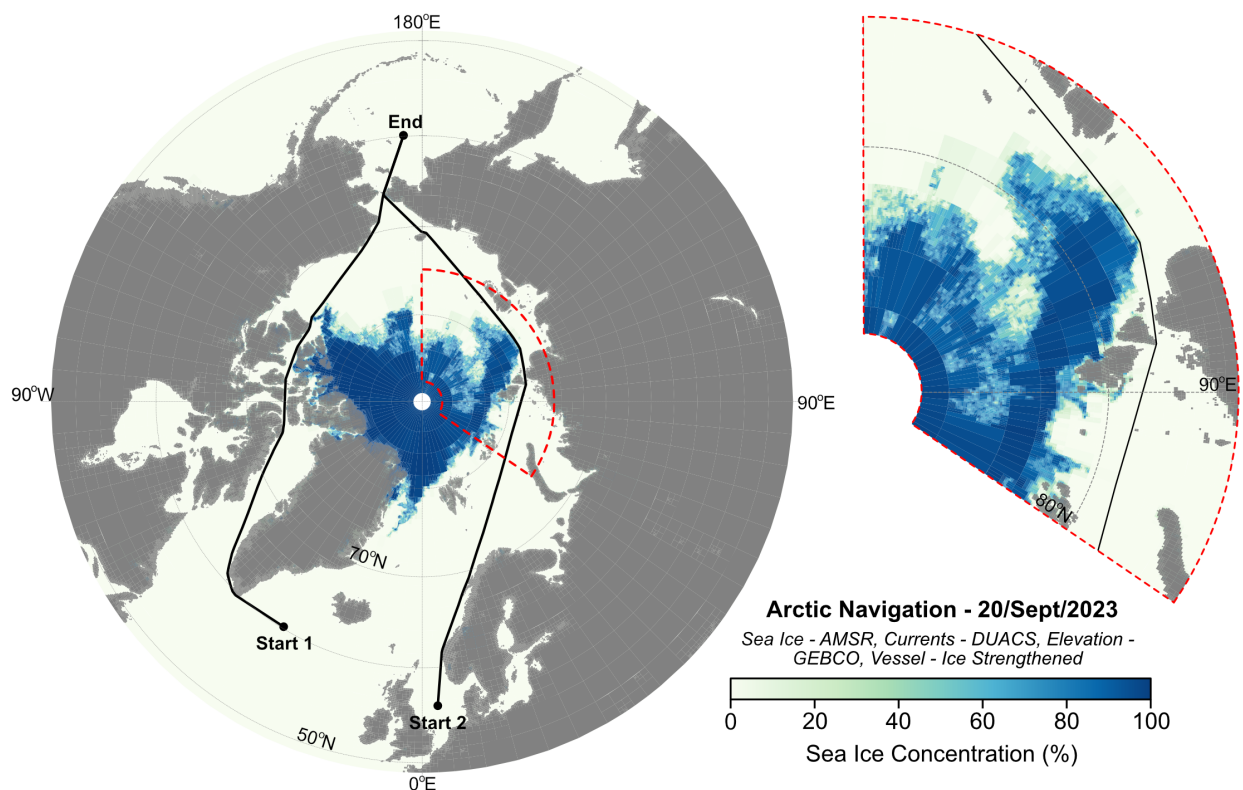 180°E
End
90°W
90°E
70°N
Start 1
Start 2
50°N
0°E
90°E
80°N
Arctic Navigation - 20/Sept/2023
Sea Ice - AMSR, Currents - DUACS, Elevation -
GEBCO, Vessel - Ice Strengthened
0 20 40 60 80 100
Sea Ice Concentration (%)